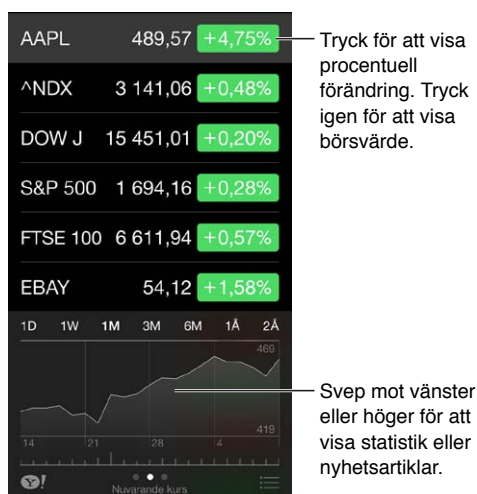 AAPL 489,57 +4,75%
^NDX 3 141,06 +0,48%
DOW J 15 451,01 +0,20%
S&P 500 1 694,16 +0,28%
FTSE 100 6 611,94 +0,57%
EBAY 54,12 +1,58%
1D 1W 1M 3M 6M 1Å 2Å
469
419
14 21 28 4
Y!
Nuvarande kurs
Tryck för att visa
procentuell
förändring. Tryck
igen för att visa
börsvärde.
Svep mot vänster
eller höger för att
visa statistik eller
nyhetsartiklar.